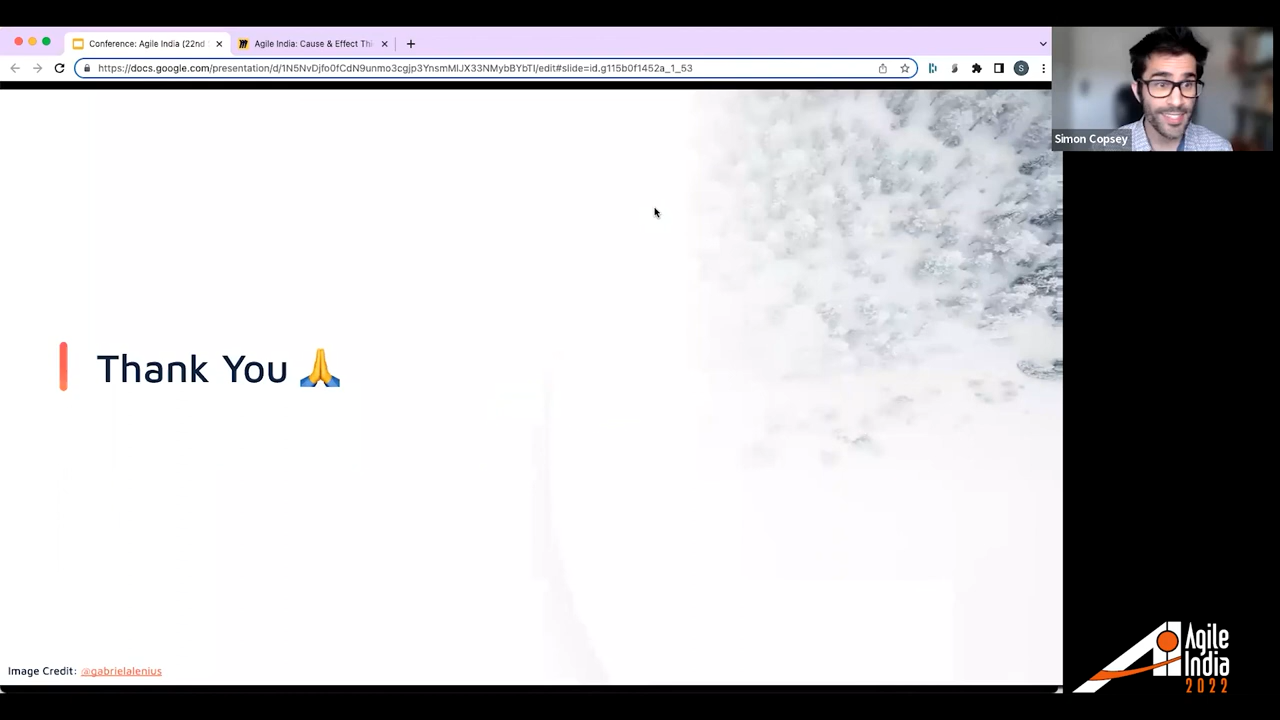 Conference: Agile India (22nd
Agile India: Cause & Effect Thi
https://docs.google.com/presentation/d/1N5NvDjfo0fCdN9unmo3cgjp3YnsmMlJX33NMybBYbTI/edit#slide=id.g115b0f1452a_1_53
S
Simon Copsey
Thank You 🙏
Image Credit: @gabrielalenius
Agile
India
2022